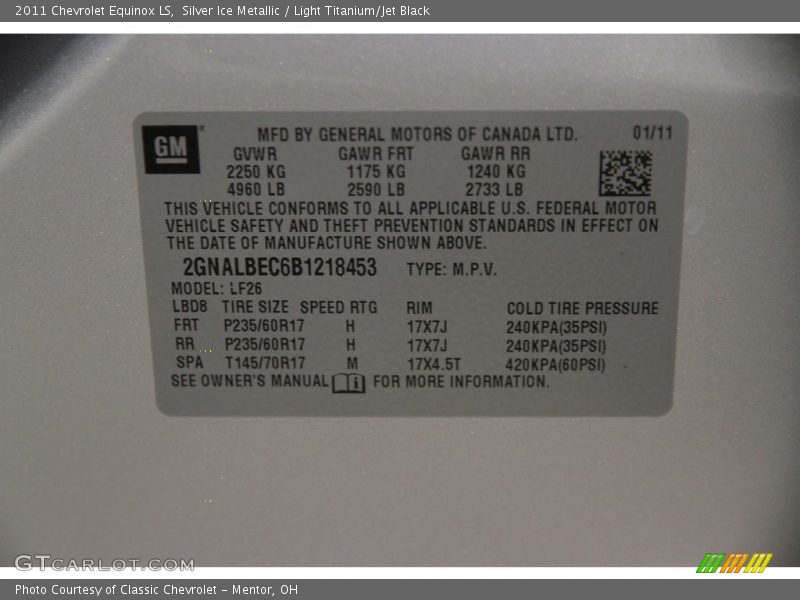 2011 Chevrolet Equinox LS, Silver Ice Metallic / Light Titanium/Jet Black
GM
MFD BY GENERAL MOTORS OF CANADA LTD. 01/11
GVWR GAWR FRT GAWR RR
2250 KG 1175 KG 1240 KG
4960 LB 2590 LB 2733 LB
THIS VEHICLE CONFORMS TO ALL APPLICABLE U.S. FEDERAL MOTOR
VEHICLE SAFETY AND THEFT PREVENTION STANDARDS IN EFFECT ON
THE DATE OF MANUFACTURE SHOWN ABOVE.
2GNALBEC6B1218453 TYPE: M.P.V.
MODEL: LF26
LBD8 TIRE SIZE SPEED RTG RIM COLD TIRE PRESSURE
FRT P235/60R17 H 17X7J 240KPA(35PSI)
RR P235/60R17 H 17X7J 240KPA(35PSI)
SPA T145/70R17 M 17X4.5T 420KPA(60PSI)
SEE OWNER'S MANUAL FOR MORE INFORMATION.
GTCARLOT.COM
Photo Courtesy of Classic Chevrolet - Mentor, OH